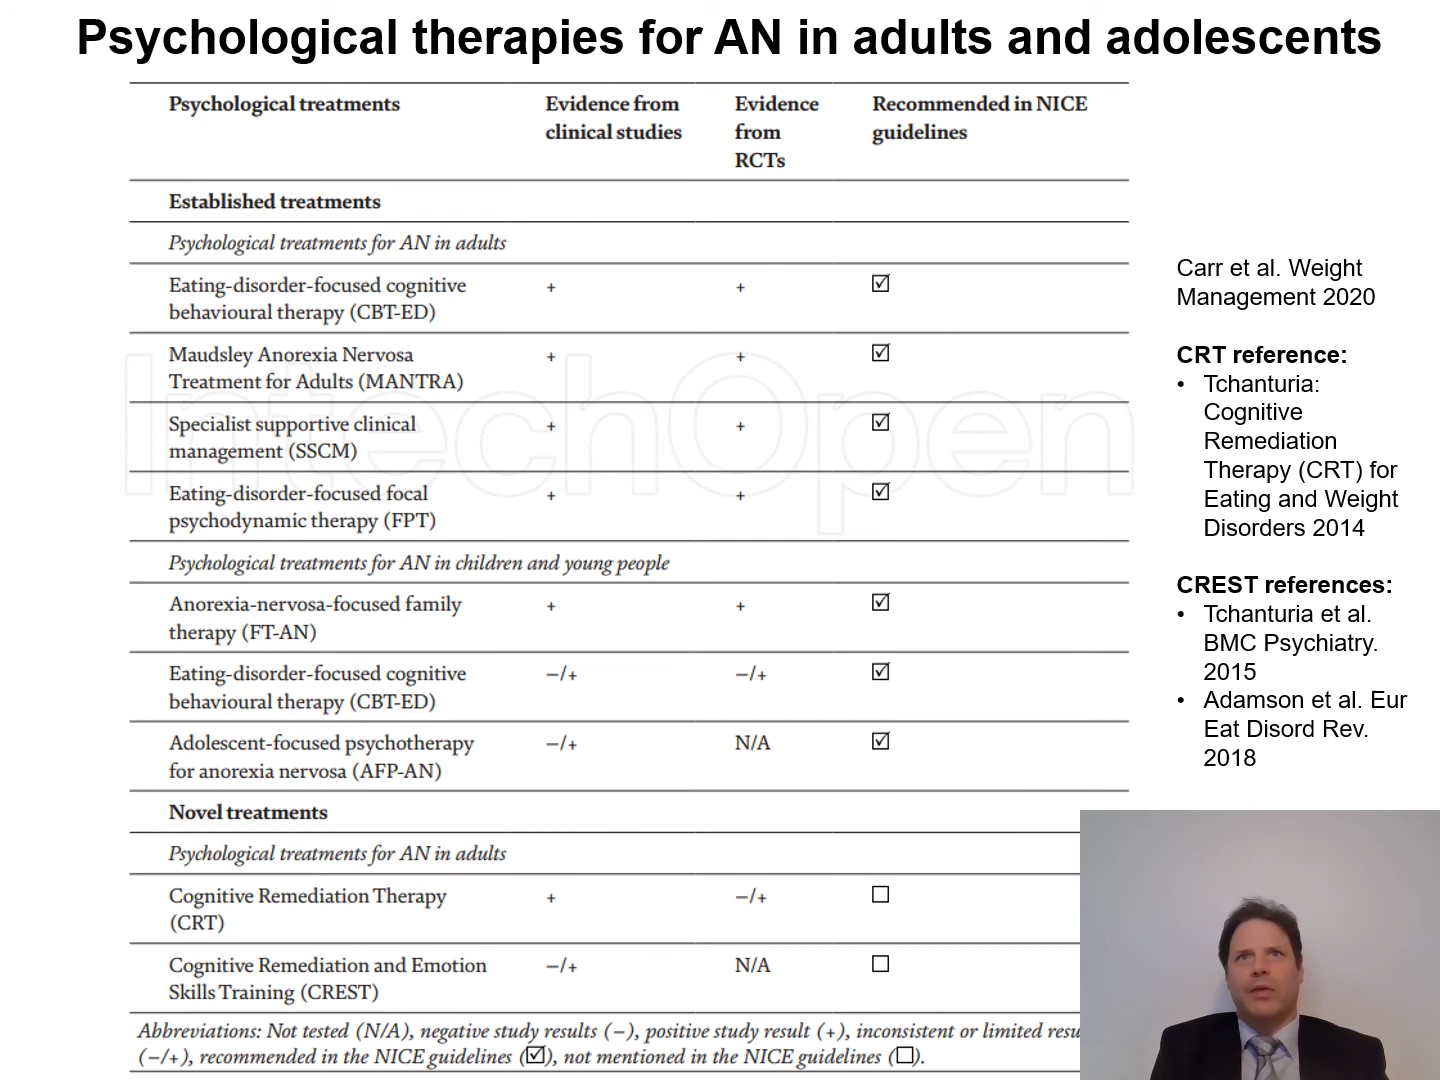 Psychological therapies for AN in adults and adolescents
Psychological treatments Evidence from clinical studies Evidence from RCTs Recommended in NICE guidelines
Established treatments
Psychological treatments for AN in adults
Eating-disorder-focused cognitive + + ☑
behavioural therapy (CBT-ED)
Maudsley Anorexia Nervosa + + ☑
Treatment for Adults (MANTRA)
Specialist supportive clinical + + ☑
management (SSCM)
Eating-disorder-focused focal + + ☑
psychodynamic therapy (FPT)
Psychological treatments for AN in children and young people
Anorexia-nervosa-focused family + + ☑
therapy (FT-AN)
Eating-disorder-focused cognitive −/+ −/+ ☑
behavioural therapy (CBT-ED)
Adolescent-focused psychotherapy −/+ N/A ☑
for anorexia nervosa (AFP-AN)
Novel treatments
Psychological treatments for AN in adults
Cognitive Remediation Therapy + −/+ ☐
(CRT)
Cognitive Remediation and Emotion −/+ N/A ☐
Skills Training (CREST)
Abbreviations: Not tested (N/A), negative study results (−), positive study result (+), inconsistent or limited
(−/+), recommended in the NICE guidelines (☑), not mentioned in the NICE guidelines (☐).
IntechOpen
Carr et al. Weight
Management 2020
CRT reference:
• Tchanturia:
Cognitive
Remediation
Therapy (CRT) for
Eating and Weight
Disorders 2014
CREST references:
• Tchanturia et al.
BMC Psychiatry.
2015
• Adamson et al. Eur
Eat Disord Rev.
2018